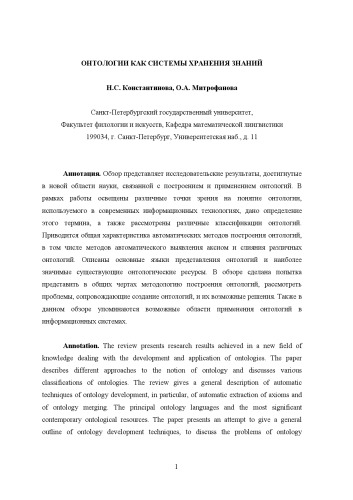 ОНТОЛОГИИ КАК СИСТЕМЫ ХРАНЕНИЯ ЗНАНИЙ
Н.С. Константинова, О.А. Митрофанова
Санкт-Петербургский государственный университет,
Факультет филологии и искусств, Кафедра математической лингвистики
199034, г. Санкт-Петербург, Университетская наб., д. 11
Аннотация. Обзор представляет исследовательские результаты, достигнутые
в новой области науки, связанной с построением и применением онтологий. В
рамках работы освещены различные точки зрения на понятие онтологии,
используемого в современных информационных технологиях, дано определение
этого термина, а также рассмотрены различные классификации онтологий.
Приводится общая характеристика автоматических методов построения онтологий,
в том числе методов автоматического выявления аксиом и слияния различных
онтологий. Описаны основные языки представления онтологий и наиболее
значимые существующие онтологические ресурсы. В обзоре сделана попытка
представить в общих чертах методологию построения онтологий, рассмотреть
проблемы, сопровождающие создание онтологий, и их возможные решения. Также в
данном обзоре упоминаются возможные области применения онтологий в
информационных системах.
Annotation. The review presents research results achieved in a new field of
knowledge dealing with the development and application of ontologies. The paper
describes different approaches to the notion of ontology and discusses various
classifications of ontologies. The review gives a general description of automatic
techniques of ontology development, in particular, of automatic extraction of axioms and
of ontology merging. The principal ontology languages and the most significant
contemporary ontological resources. The paper presents an attempt to give a general
outline of ontology development techniques, to discuss the problems of ontology
1